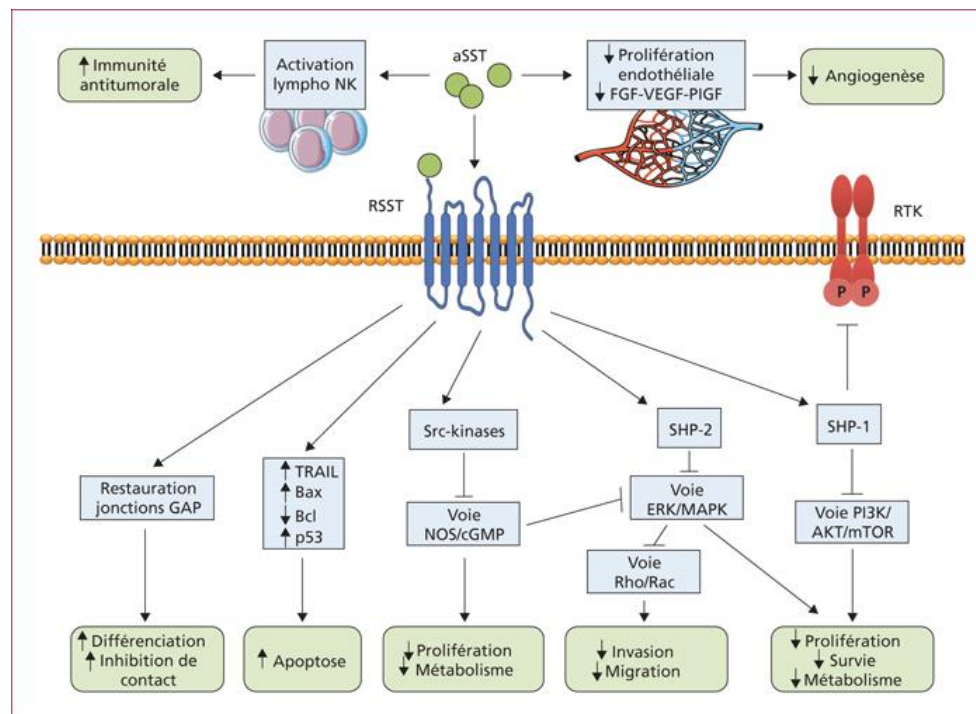 ↑ Immunité
antitumorale
Activation
lympho NK
aSST
↓ Prolifération
endothéliale
↓ FGF-VEGF-PIGF
↓ Angiogenèse
RSST
RTK
P P
Src-kinases
SHP-2
SHP-1
Restauration
jonctions GAP
↑ TRAIL
↑ Bax
↓ Bcl
↑ p53
Voie
NOS/cGMP
Voie
ERK/MAPK
Voie PI3K/
AKT/mTOR
Voie
Rho/Rac
↑ Différenciation
↑ Inhibition de
contact
↑ Apoptose
↓ Prolifération
↓ Métabolisme
↓ Invasion
↓ Migration
↓ Prolifération
↓ Survie
↓ Métabolisme